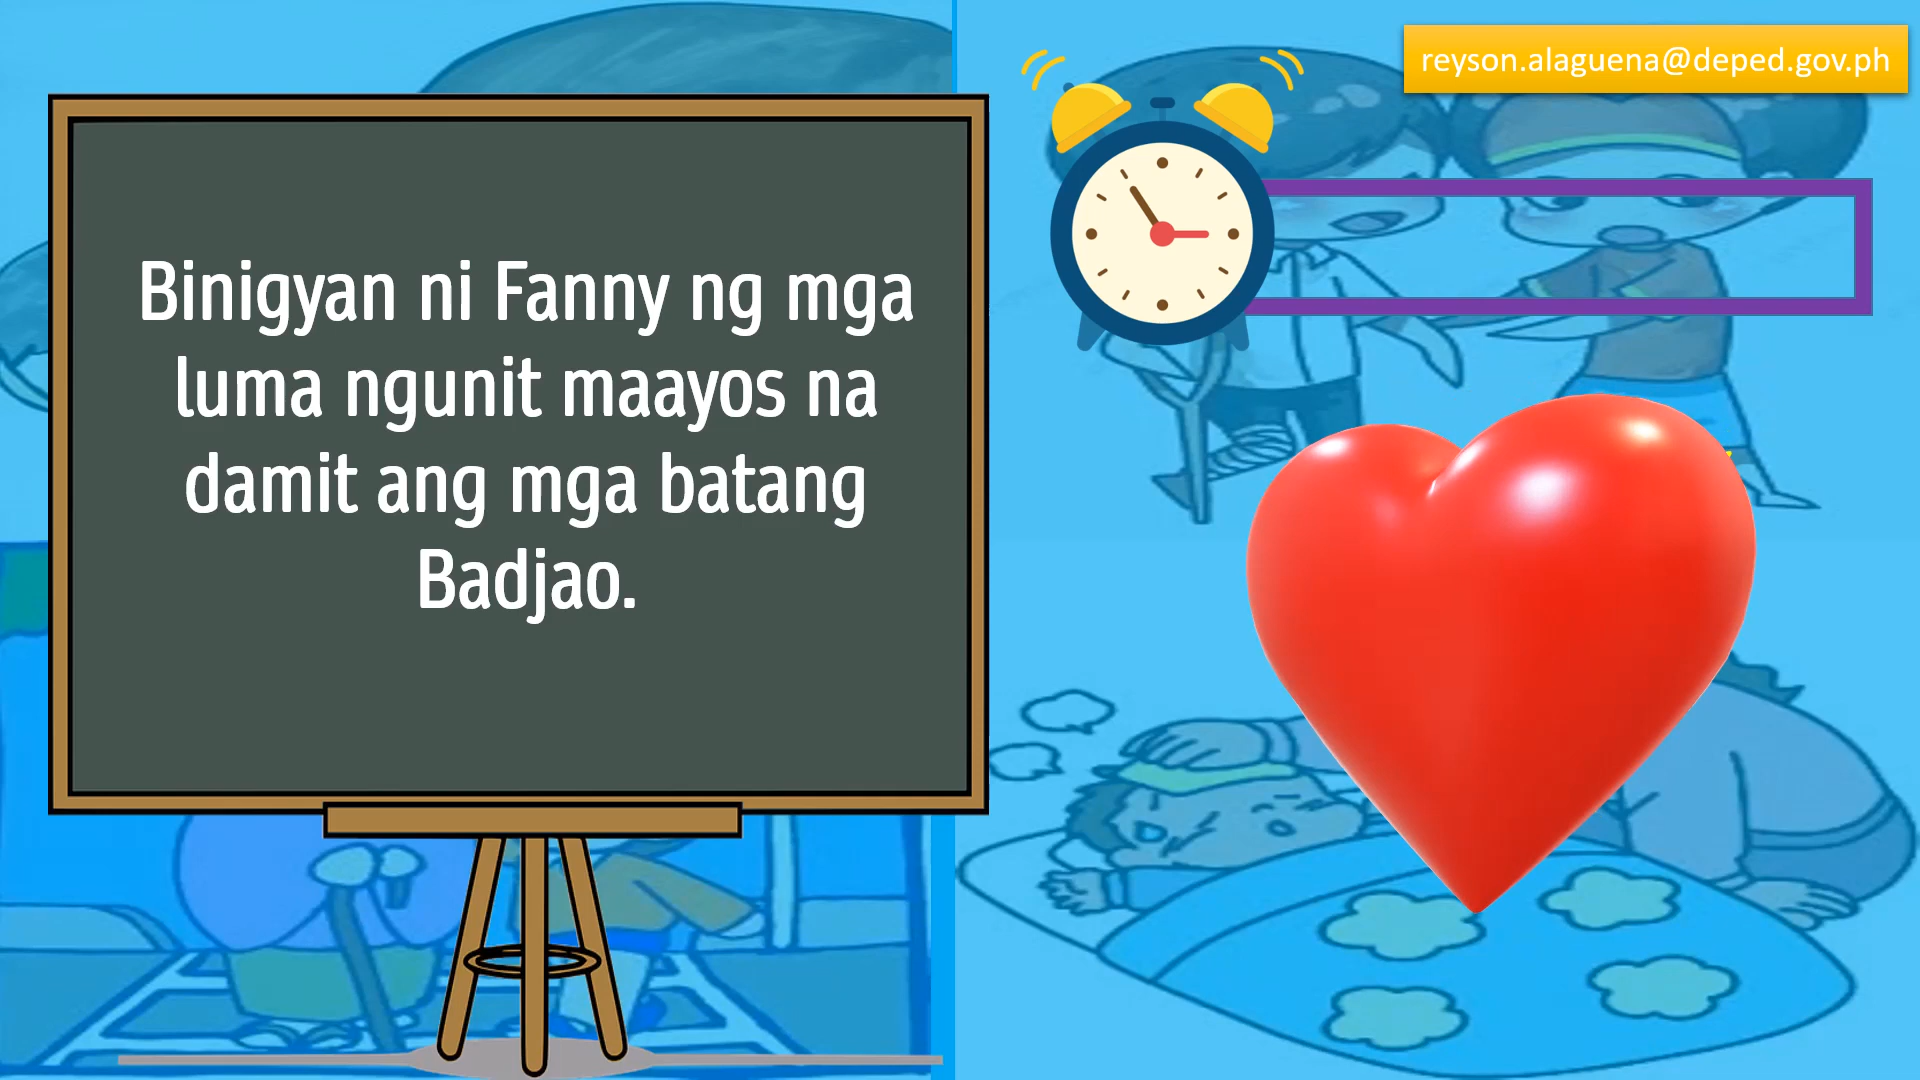 reyson.alaguena@deped.gov.ph
Binigyan ni Fanny ng mga
luma ngunit maayos na
damit ang mga batang
Badjao.